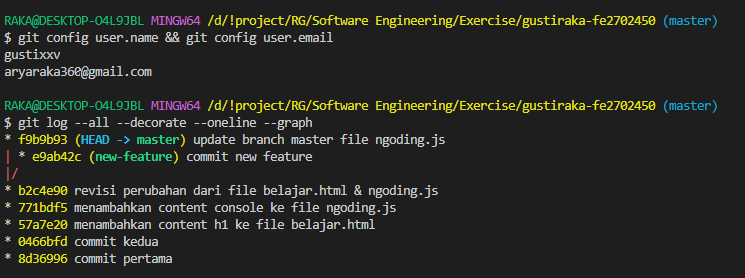 RAKA@DESKTOP-O4L9JBL MINGW64 /d/!project/RG/Software Engineering/Exercise/gustiraka-fe2702450 (master)
$ git config user.name && git config user.email
gustixxv
aryaraka360@gmail.com
RAKA@DESKTOP-O4L9JBL MINGW64 /d/!project/RG/Software Engineering/Exercise/gustiraka-fe2702450 (master)
$ git log --all --decorate --oneline --graph
* f9b9b93 (HEAD -> master) update branch master file ngoding.js
| * e9ab42c (new-feature) commit new feature
|/
* b2c4e90 revisi perubahan dari file belajar.html & ngoding.js
* 771bdf5 menambahkan content console ke file ngoding.js
* 57a7e20 menambahkan content h1 ke file belajar.html
* 0466bfd commit kedua
* 8d36996 commit pertama